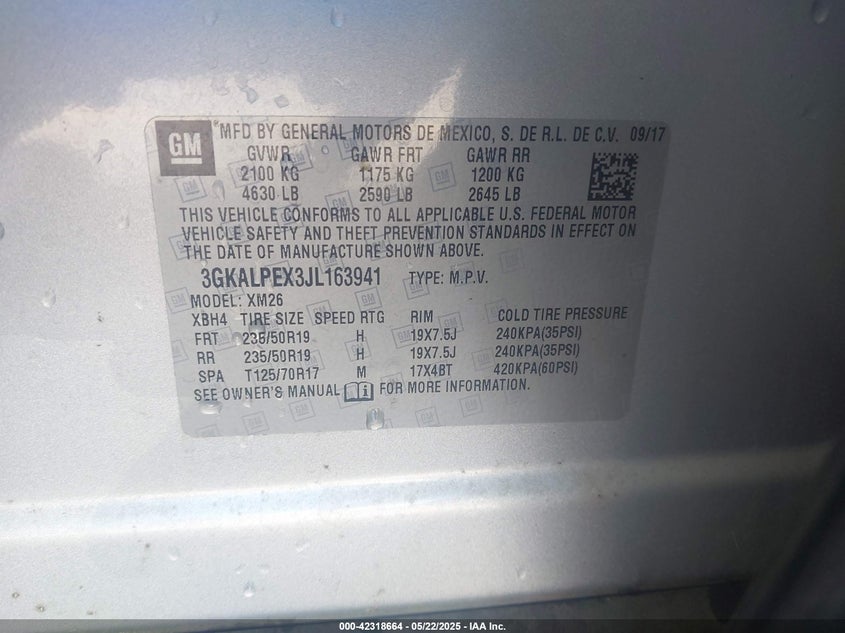 GM MFD BY GENERAL MOTORS DE MEXICO, S. DE R.L. DE C.V. 09/17
GVWR GAWR FRT GAWR RR
2100 KG 1175 KG 1200 KG
4630 LB 2590 LB 2645 LB
THIS VEHICLE CONFORMS TO ALL APPLICABLE U.S. FEDERAL MOTOR
VEHICLE SAFETY AND THEFT PREVENTION STANDARDS IN EFFECT ON
THE DATE OF MANUFACTURE SHOWN ABOVE.
3GKALPEX3JL163941 TYPE: M.P.V.
MODEL: XM26
XBH4 TIRE SIZE SPEED RTG RIM COLD TIRE PRESSURE
FRT 235/50R19 H 19X7.5J 240KPA(35PSI)
RR 235/50R19 H 19X7.5J 240KPA(35PSI)
SPA T125/70R17 M 17X4BT 420KPA(60PSI)
SEE OWNER'S MANUAL FOR MORE INFORMATION.
000-42318664 — 05/22/2025 — IAA Inc.